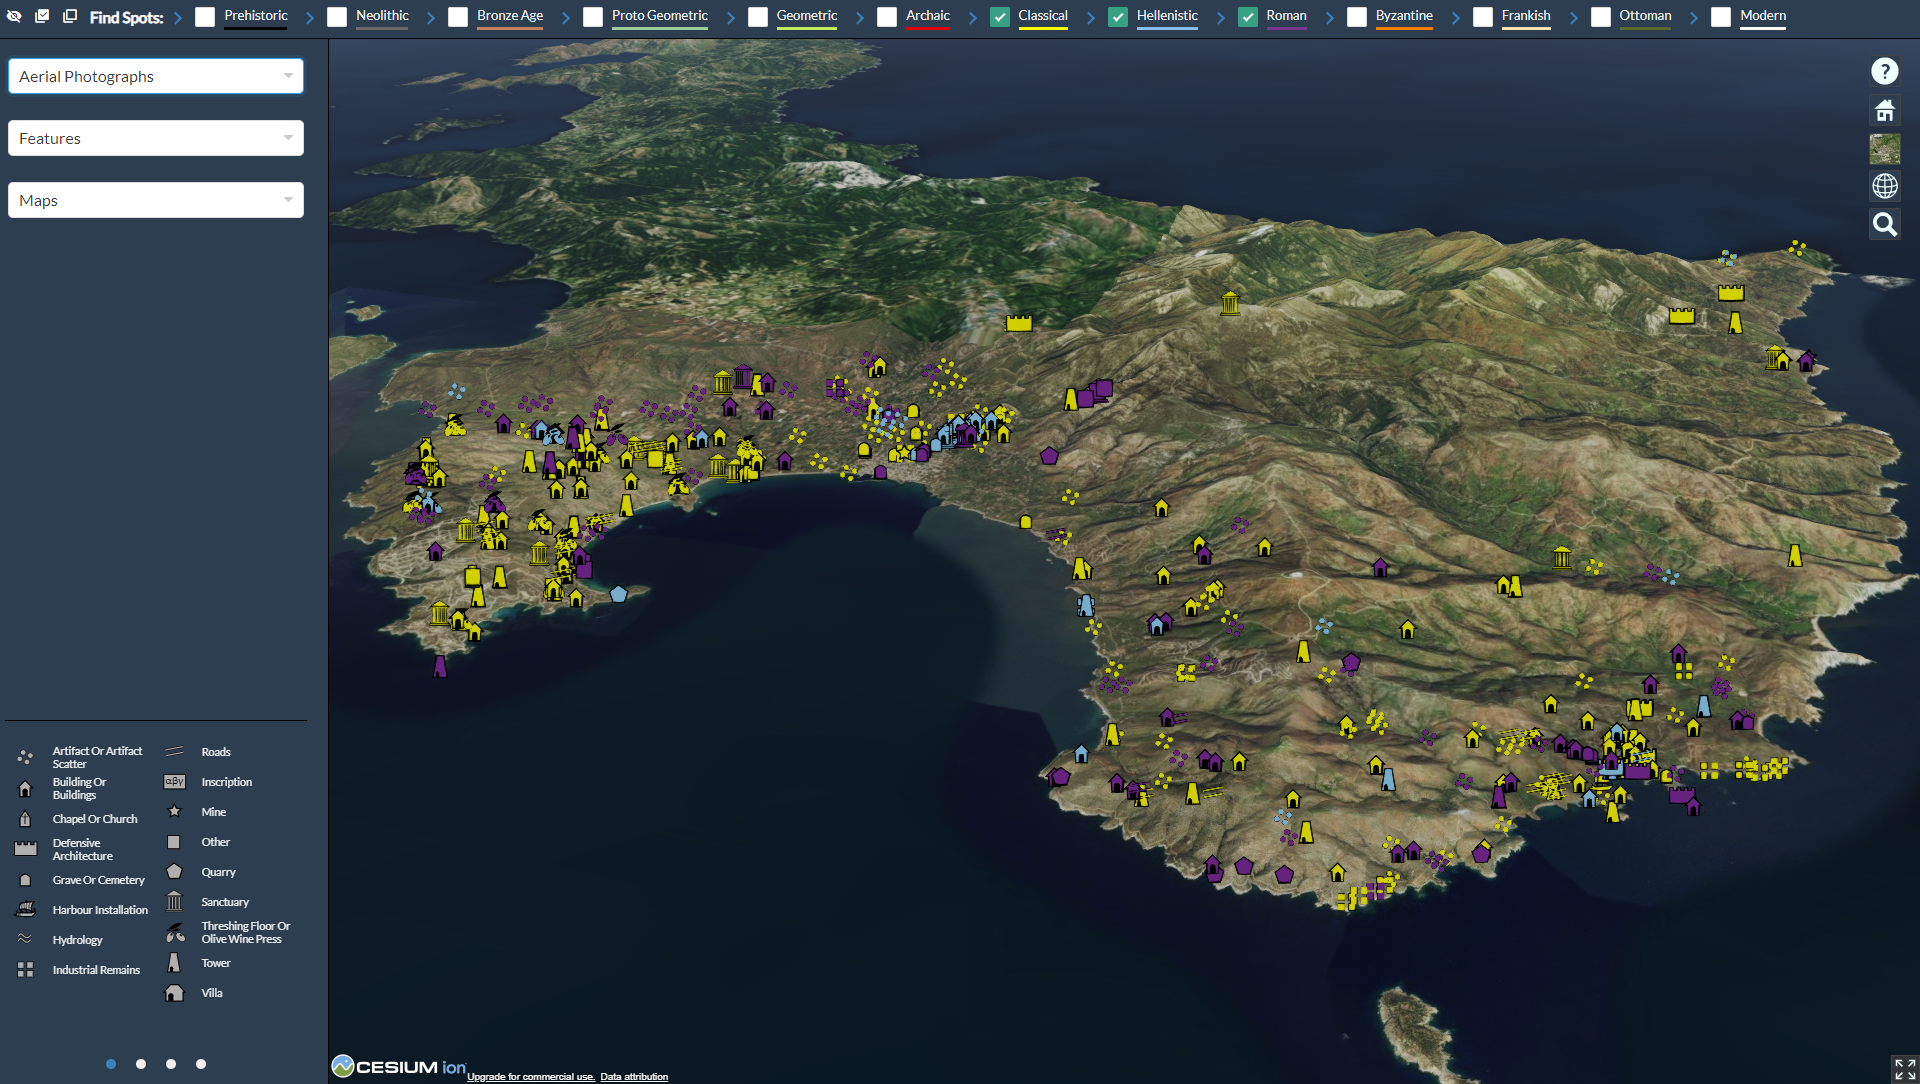 Find Spots:
Prehistoric
Neolithic
Bronze Age
Proto Geometric
Geometric
Archaic
Classical
Hellenistic
Roman
Byzantine
Frankish
Ottoman
Modern
Aerial Photographs
Features
Maps
?
Artifact Or Artifact
Scatter
Building Or
Buildings
Chapel Or Church
Defensive
Architecture
Grave Or Cemetery
Harbour Installation
Hydrology
Industrial Remains
Roads
αβγ
Inscription
Mine
Other
Quarry
Sanctuary
Threshing Floor Or
Olive Wine Press
Tower
Villa
CESIUM ion
Upgrade for commercial use. Data attribution